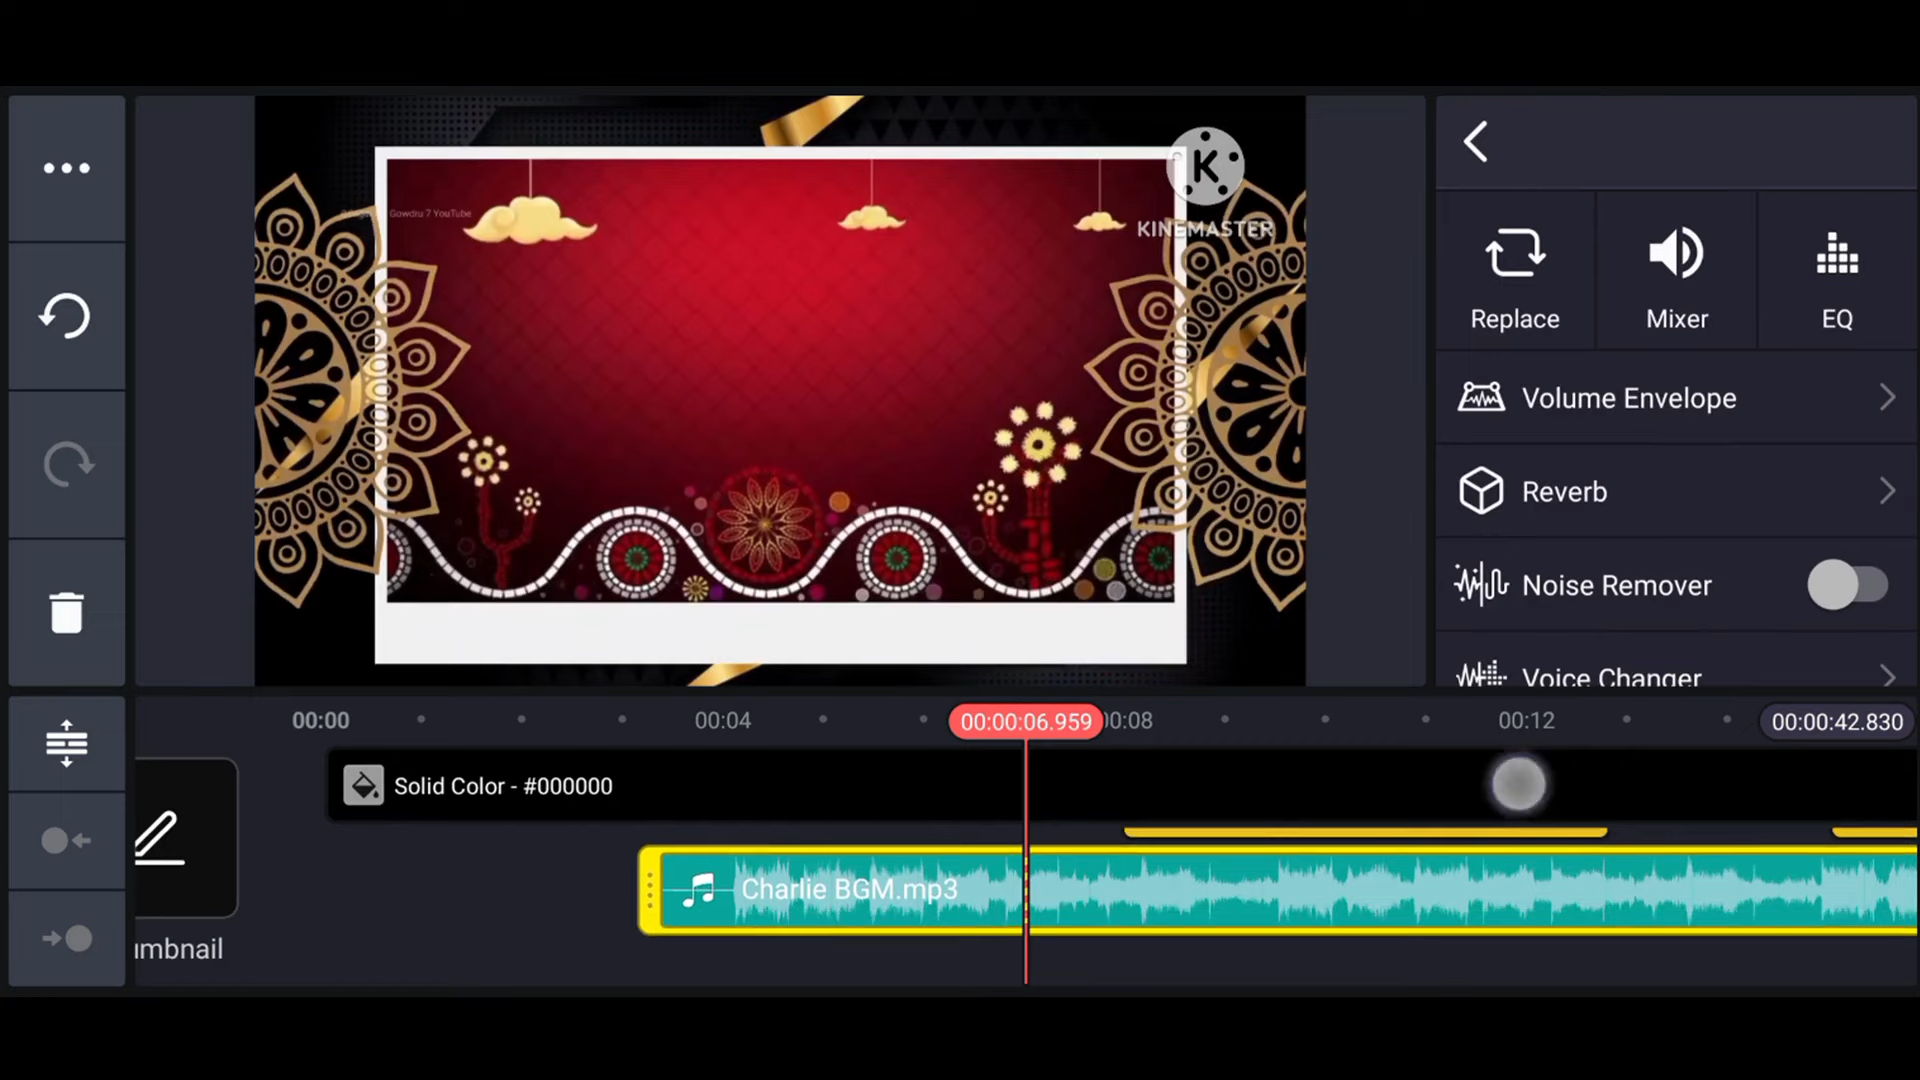 Gowdru 7 YouTube
K
KINEMASTER
Replace
Mixer
EQ
Volume Envelope
Reverb
Noise Remover
Voice Changer
00:00
00:04
00:00:06.959
00:08
00:12
00:00:42.830
Solid Color - #000000
Charlie BGM.mp3
umbnail